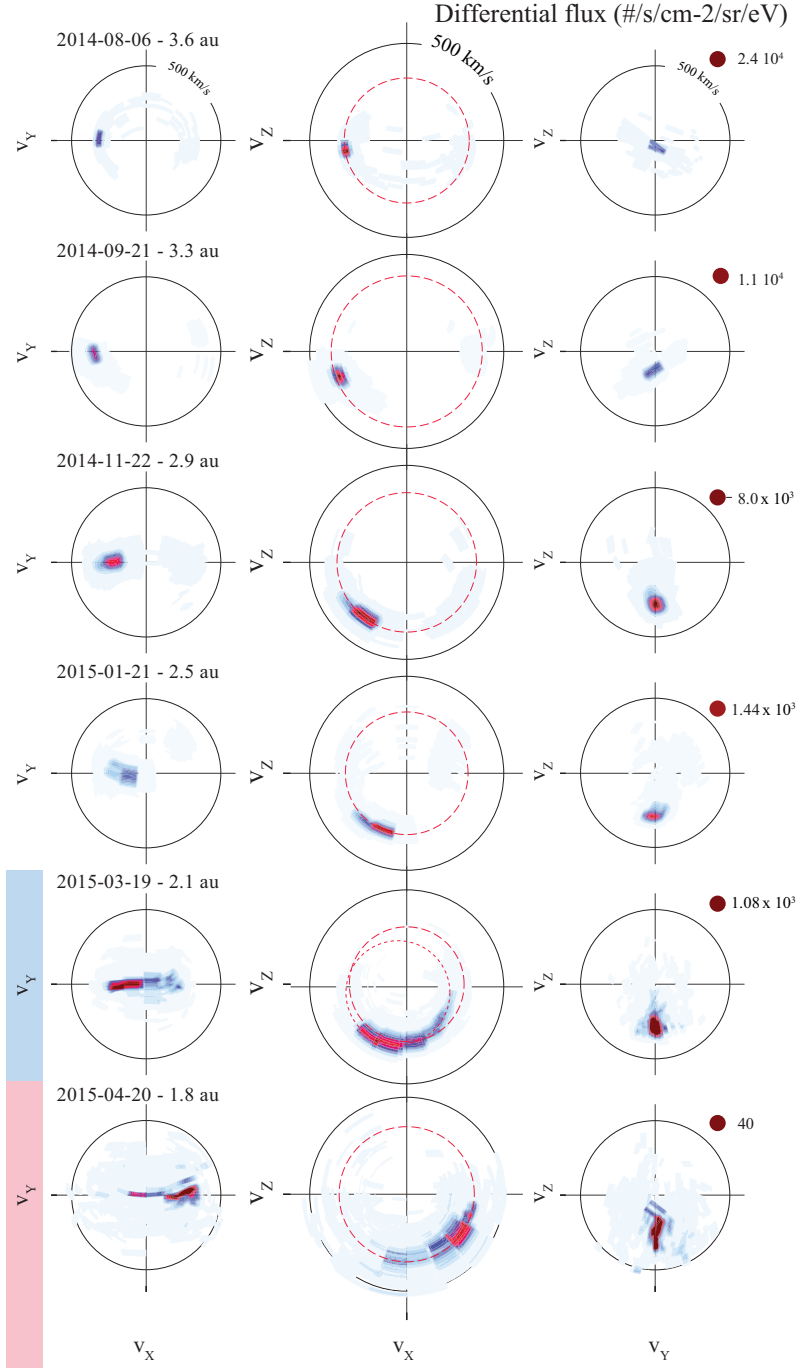 Differential flux (#/s/cm-2/sr/eV)
2014-08-06 - 3.6 au
500 km/s
500 km/s
500 km/s
2.4 10⁴
v_Y
v_Z
v_Z
2014-09-21 - 3.3 au
1.1 10⁴
v_Y
v_Z
v_Z
2014-11-22 - 2.9 au
8.0 x 10³
v_Y
v_Z
v_Z
2015-01-21 - 2.5 au
1.44 x 10³
v_Y
v_Z
v_Z
2015-03-19 - 2.1 au
1.08 x 10³
v_Y
v_Z
v_Z
2015-04-20 - 1.8 au
40
v_Y
v_Z
v_Z
v_X
v_X
v_Y